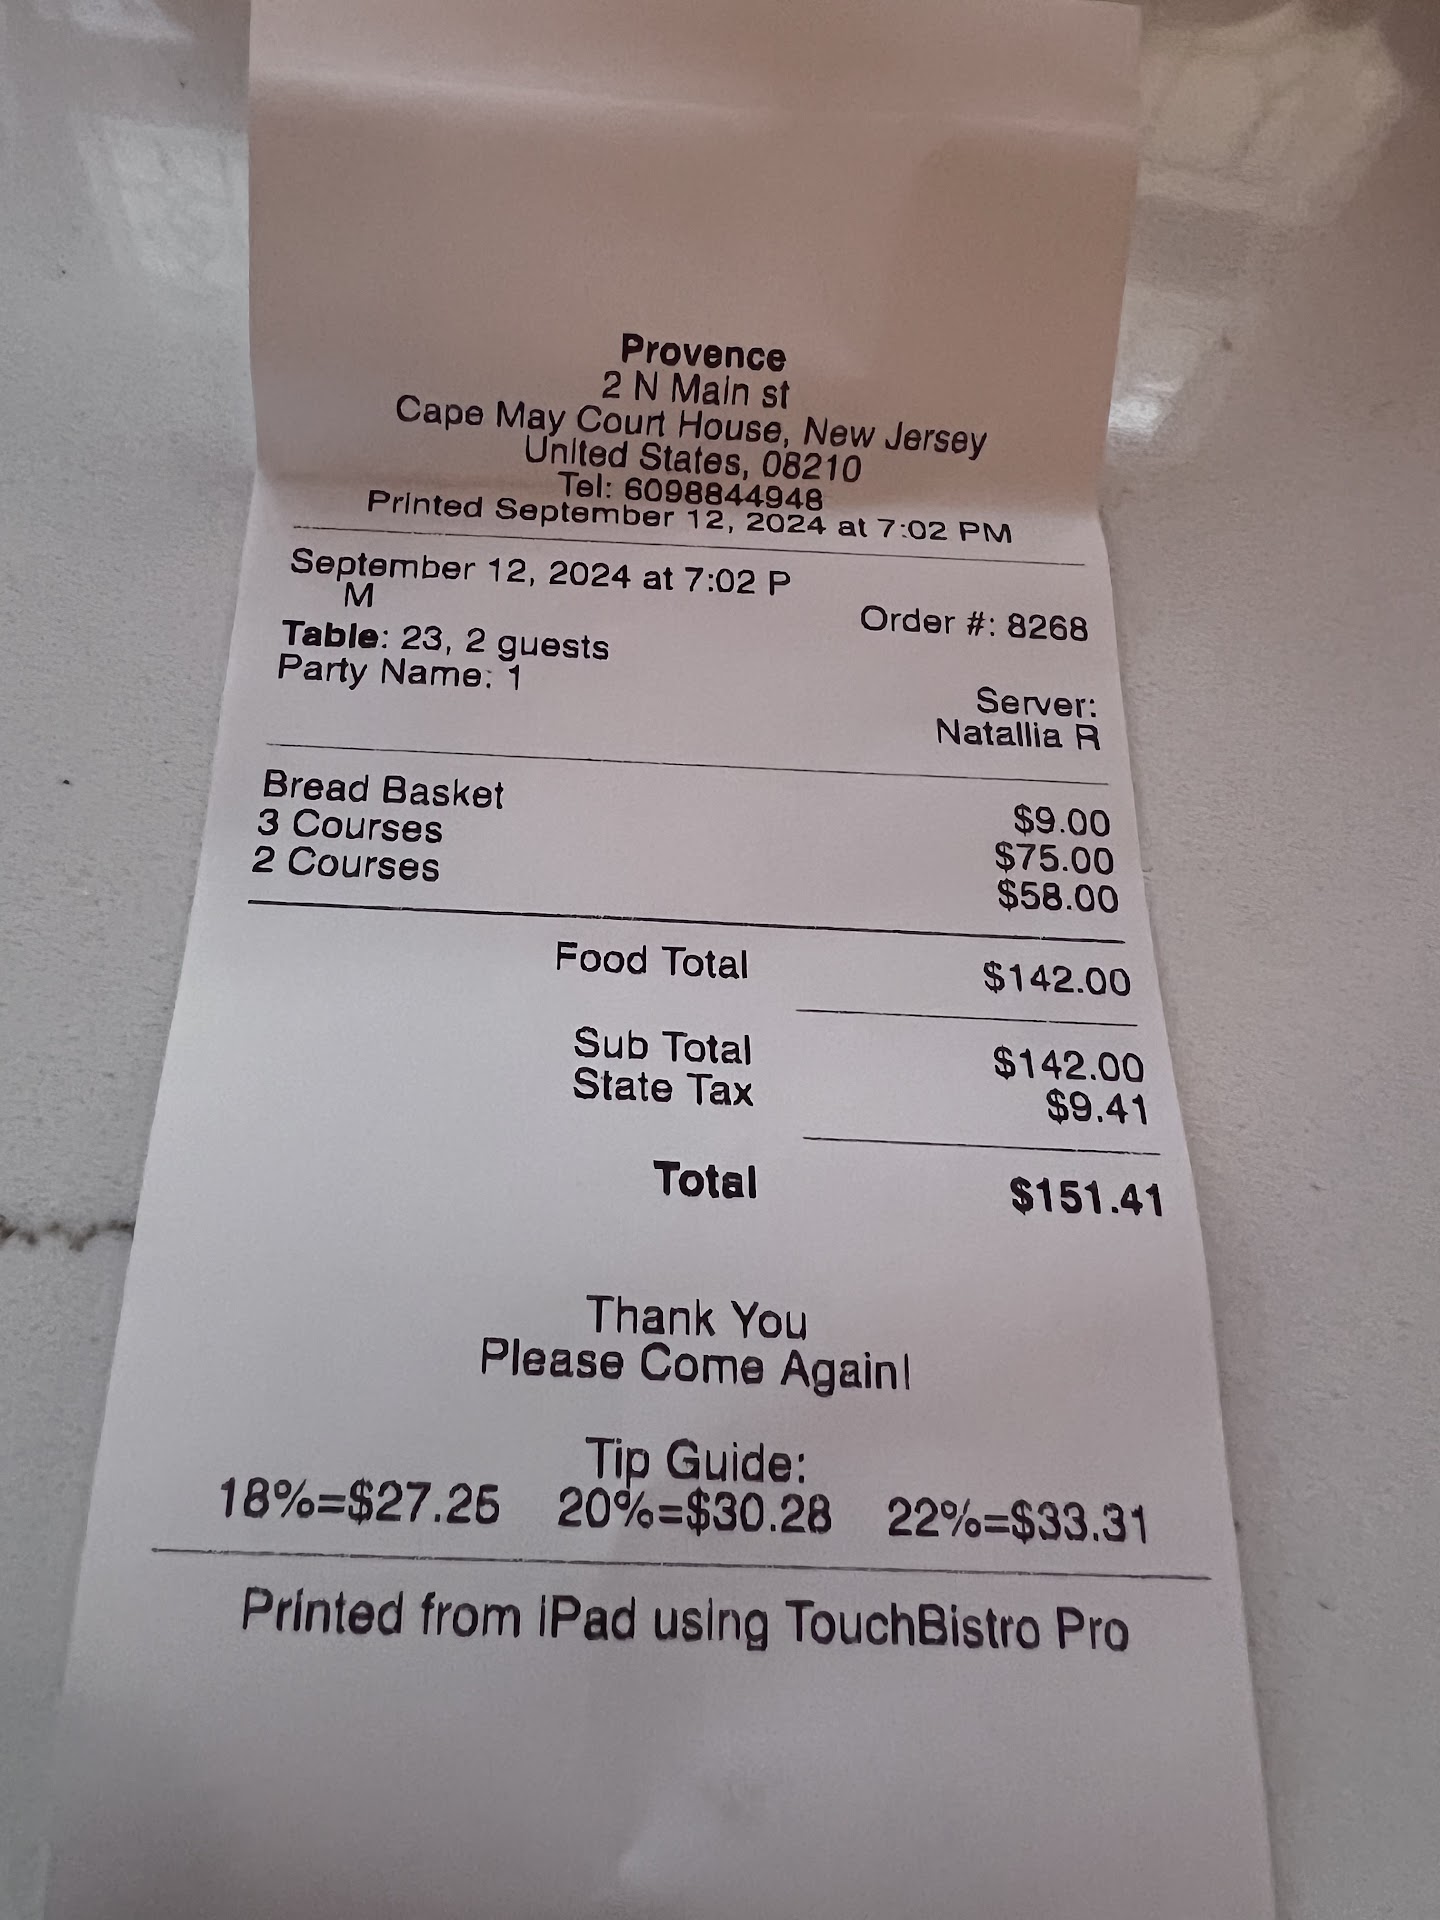 Provence
2 N Main st
Cape May Court House, New Jersey
United States, 08210
Tel: 6098844948
Printed September 12, 2024 at 7:02 PM
September 12, 2024 at 7:02 P
M
Order #: 8268
Table: 23, 2 guests
Party Name: 1
Server:
Natallia R
Bread Basket $9.00
3 Courses $75.00
2 Courses $58.00
Food Total $142.00
Sub Total $142.00
State Tax $9.41
Total $151.41
Thank You
Please Come Again!
Tip Guide:
18%=$27.25 20%=$30.28 22%=$33.31
Printed from iPad using TouchBistro Pro